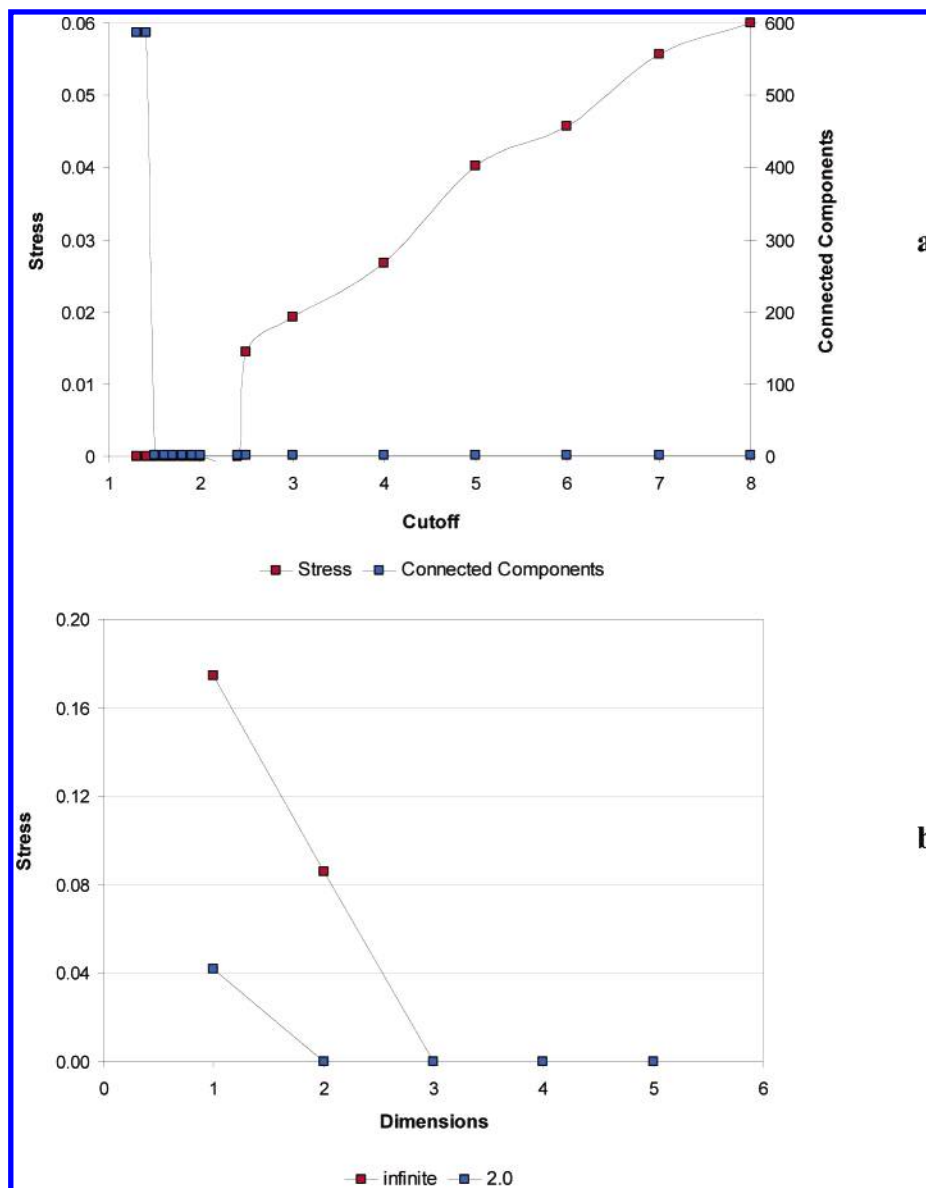 0.06
0.05
0.04
0.03
0.02
0.01
0
Stress
600
500
400
300
200
100
0
Connected Components
a
1 2 3 4 5 6 7 8
Cutoff
Stress Connected Components
0.20
0.16
0.12
0.08
0.04
0.00
Stress
b
0 1 2 3 4 5 6
Dimensions
infinite 2.0